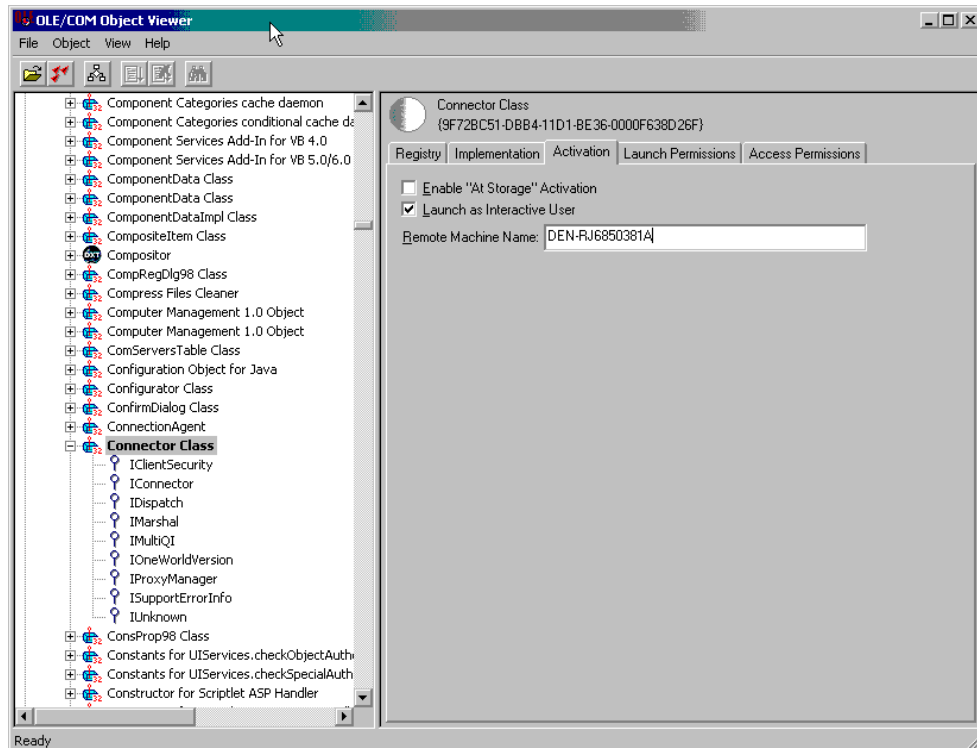 OLE/COM Object Viewer
File Object View Help
Component Categories cache daemon
Component Categories conditional cache da
Component Services Add-In for VB 4.0
Component Services Add-In for VB 5.0/6.0
ComponentData Class
ComponentData Class
ComponentDataImpl Class
CompositeItem Class
Compositor
CompRegDlg98 Class
Compress Files Cleaner
Computer Management 1.0 Object
Computer Management 1.0 Object
ComServersTable Class
Configuration Object for Java
Configurator Class
ConfirmDialog Class
ConnectionAgent
Connector Class
IClientSecurity
IConnector
IDispatch
IMarshal
IMultiQI
IOneWorldVersion
IProxyManager
ISupportErrorInfo
IUnknown
ConsProp98 Class
Constants for UIServices.checkObjectAutho
Constants for UIServices.checkSpecialAuth
Constructor for Scriptlet ASP Handler
Connector Class
{9F72BC51-DBB4-11D1-BE36-0000F638D26F}
Registry Implementation Activation Launch Permissions Access Permissions
Enable "At Storage" Activation
Launch as Interactive User
Remote Machine Name: DEN-RJ6850381A
Ready